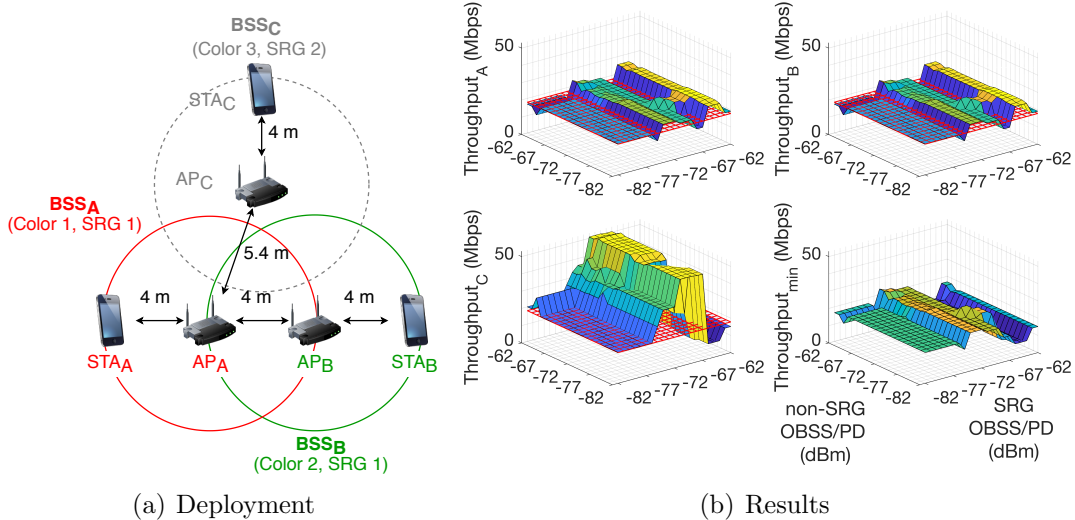 BSSC
(Color 3, SRG 2)
STAC
4 m
APC
BSSA
(Color 1, SRG 1)
5.4 m
4 m
4 m
4 m
STAA
APA
APB
STAB
BSSB
(Color 2, SRG 1)
(a) Deployment
ThroughputA (Mbps)
50
0
-62
-67
-72
-77
-82
-82
-77
-72
-67
-62
ThroughputB (Mbps)
50
0
-62
-67
-72
-77
-82
-82
-77
-72
-67
-62
ThroughputC (Mbps)
50
0
-62
-67
-72
-77
-82
-82
-77
-72
-67
-62
Throughputmin (Mbps)
50
0
-62
-67
-72
-77
-82
-82
-77
-72
-67
-62
non-SRG
OBSS/PD
(dBm)
SRG
OBSS/PD
(dBm)
(b) Results